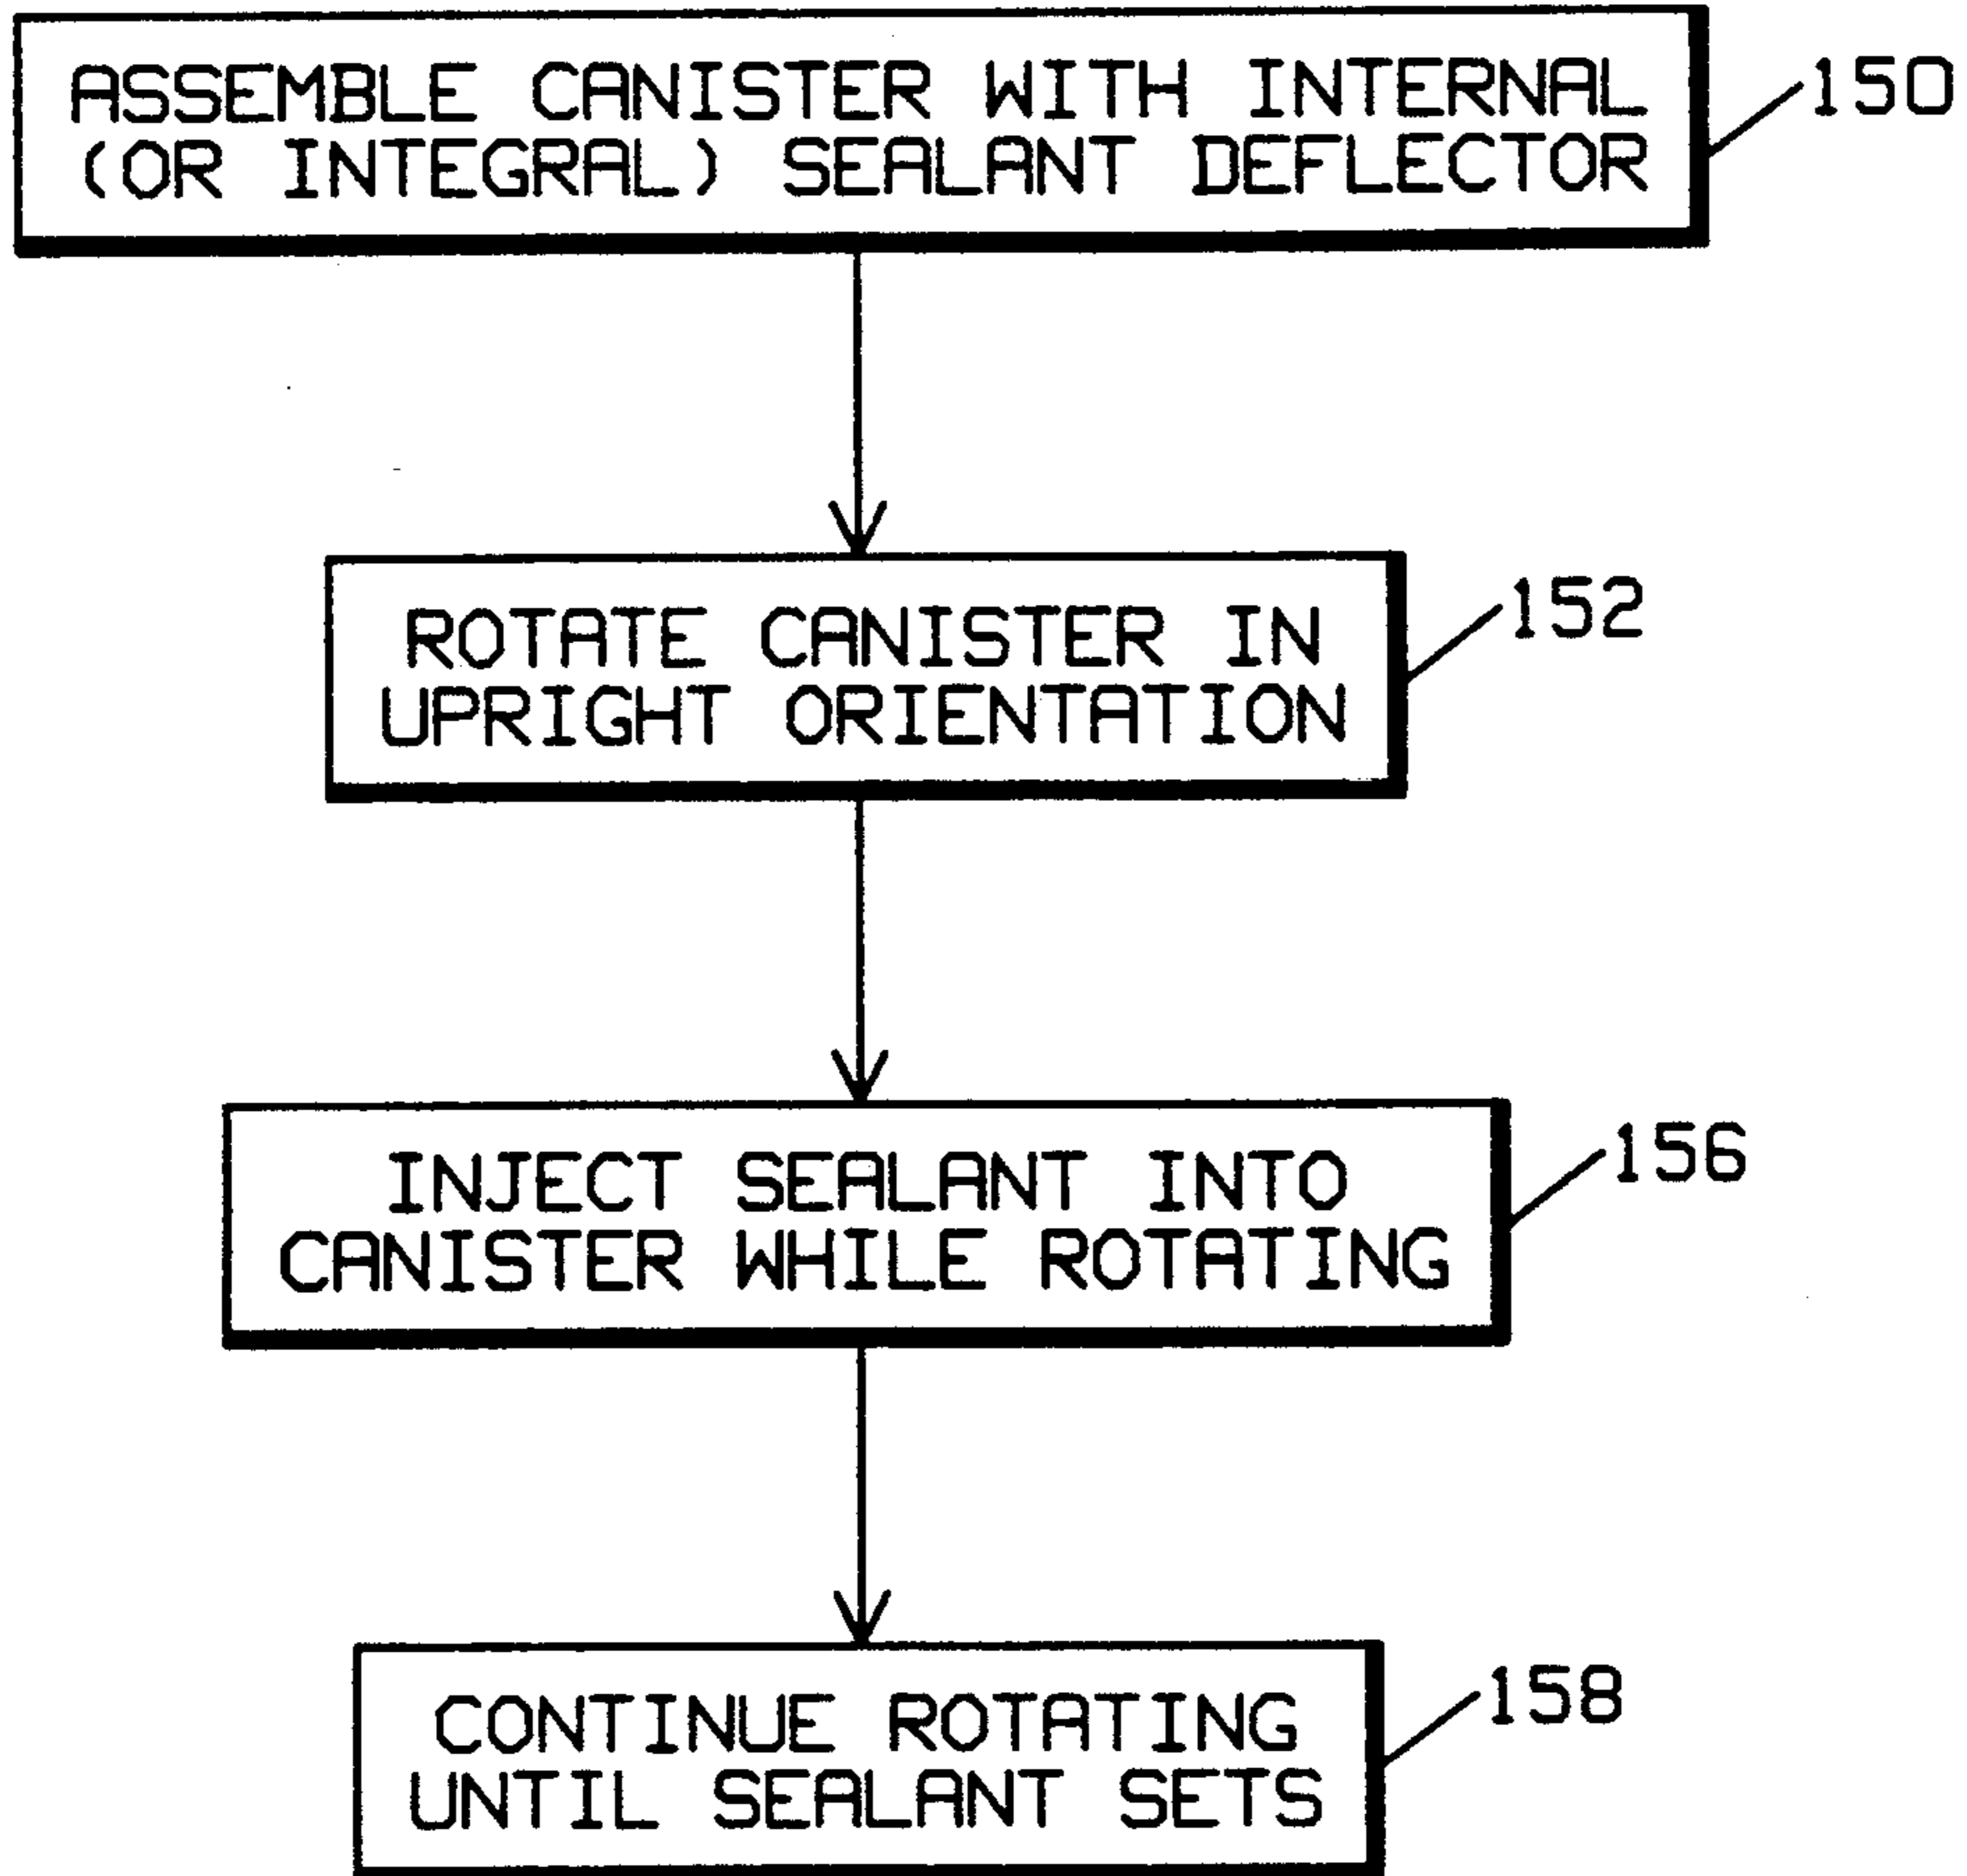 ASSEMBLE CANISTER WITH INTERNAL
(OR INTEGRAL) SEALANT DEFLECTOR
150
ROTATE CANISTER IN
UPRIGHT ORIENTATION
152
INJECT SEALANT INTO
CANISTER WHILE ROTATING
156
CONTINUE ROTATING
UNTIL SEALANT SETS
158